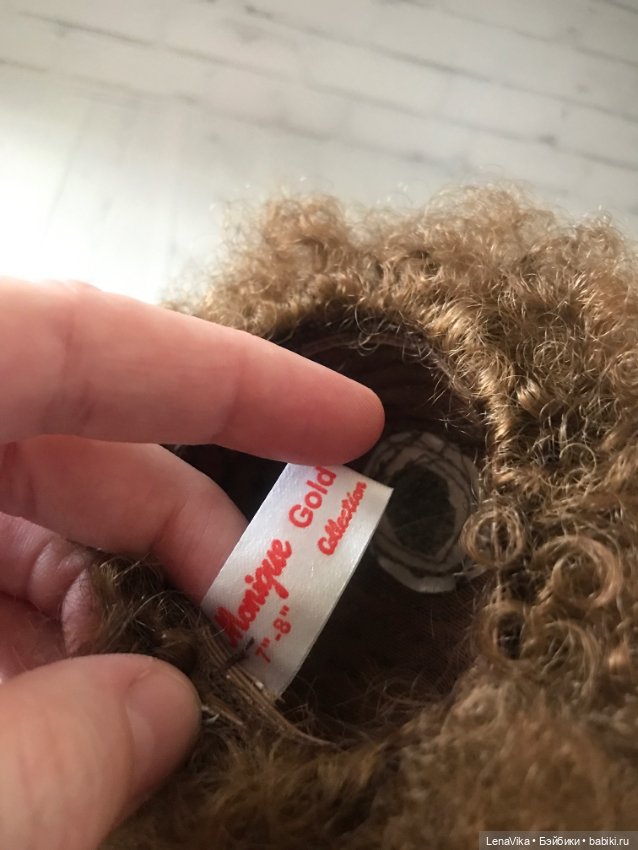 Monique
Gold
Collection
7"-8"
LenaVika • Бэйбики • babiki.ru